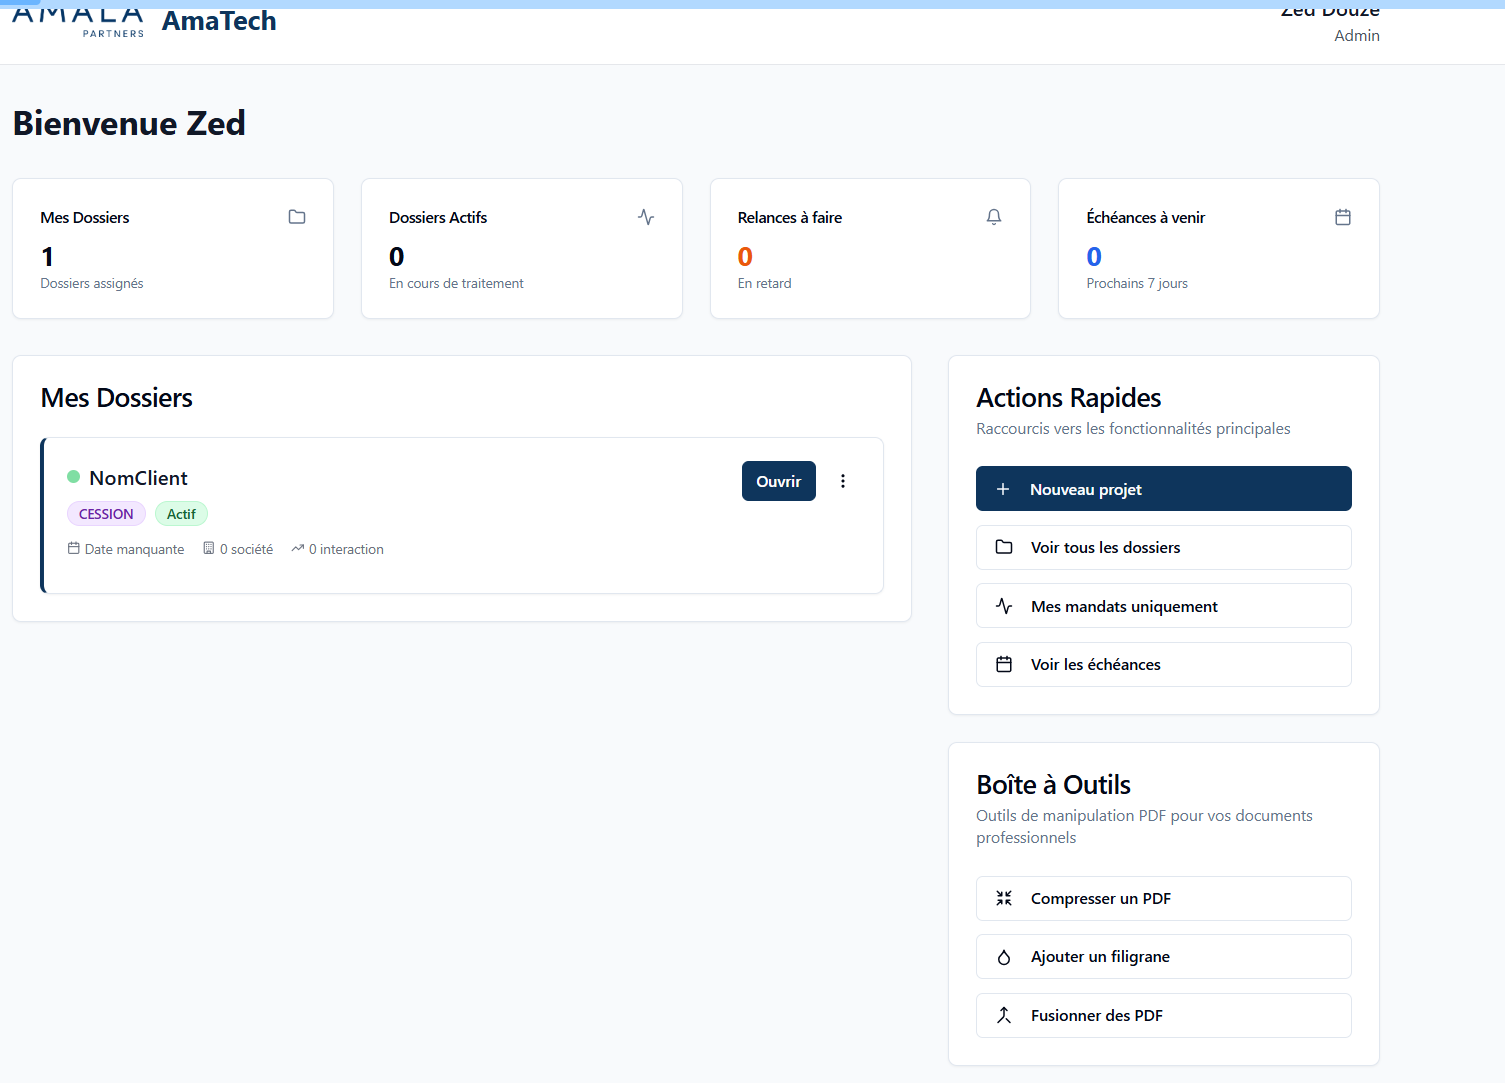 AMALA
PARTNERS
AmaTech
Zed Douze
Admin
Bienvenue Zed
Mes Dossiers
1
Dossiers assignés
Dossiers Actifs
0
En cours de traitement
Relances à faire
0
En retard
Échéances à venir
0
Prochains 7 jours
Mes Dossiers
NomClient
Ouvrir
CESSION Actif
Date manquante 0 société 0 interaction
Actions Rapides
Raccourcis vers les fonctionnalités principales
Nouveau projet
Voir tous les dossiers
Mes mandats uniquement
Voir les échéances
Boîte à Outils
Outils de manipulation PDF pour vos documents
professionnels
Compresser un PDF
Ajouter un filigrane
Fusionner des PDF